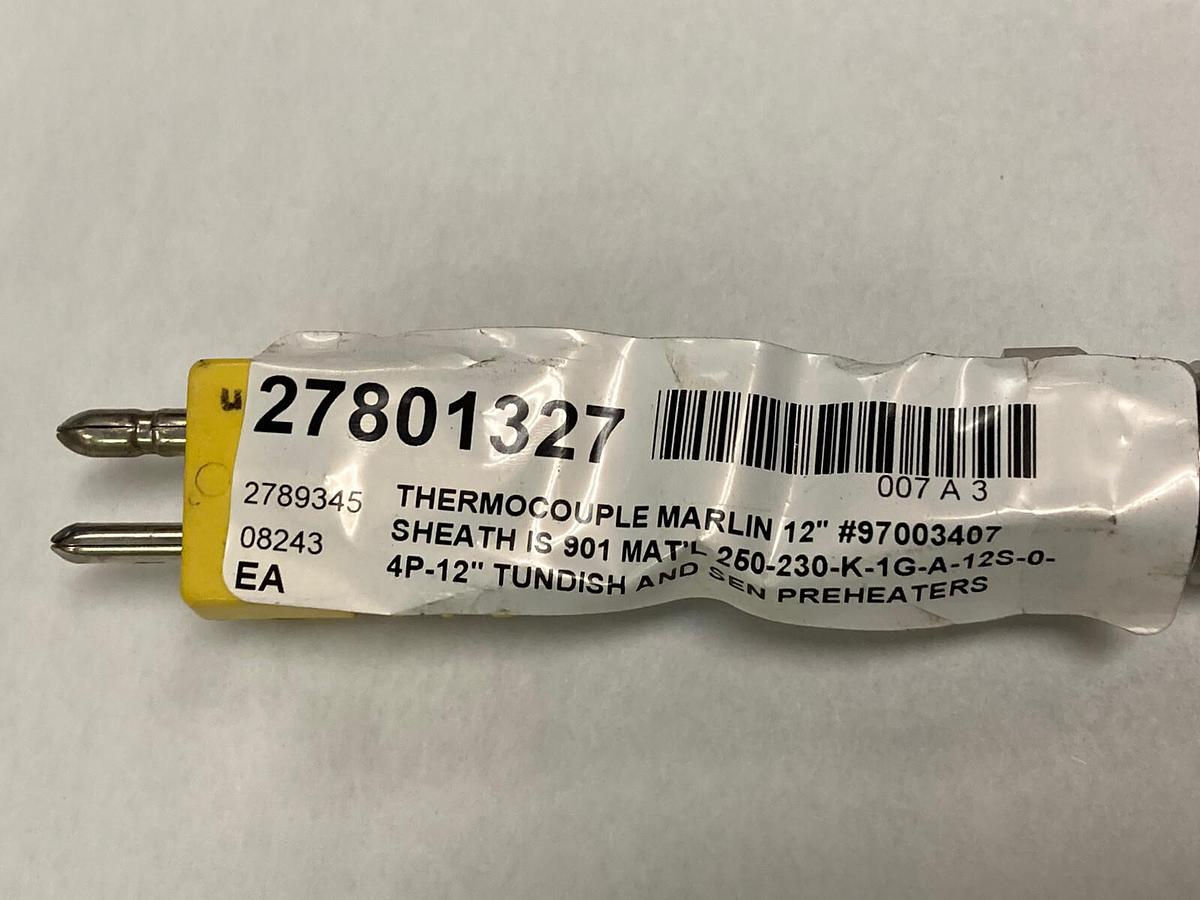 27801327
007 A 3
2789345
08243
EA
THERMOCOUPLE MARLIN 12" #97003407
SHEATH IS 901 MAT'L 250-230-K-1G-A-12S-0-
4P-12" TUNDISH AND SEN PREHEATERS